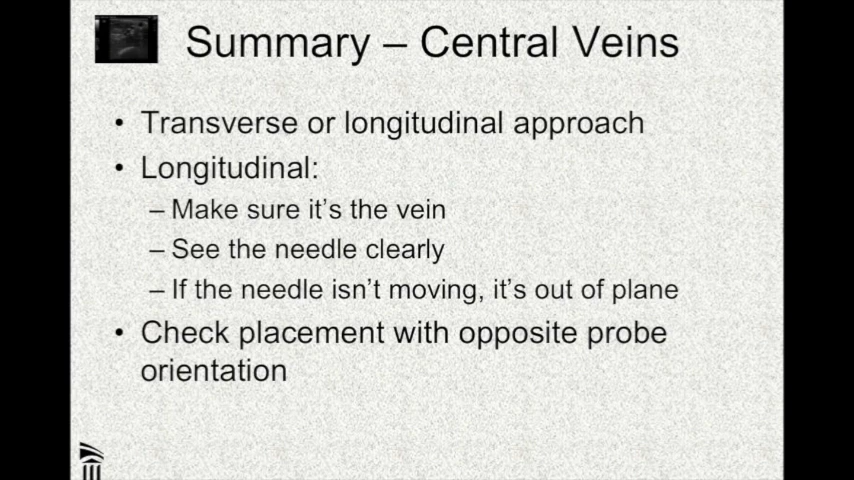 Summary – Central Veins
• Transverse or longitudinal approach
• Longitudinal:
– Make sure it's the vein
– See the needle clearly
– If the needle isn't moving, it's out of plane
• Check placement with opposite probe
orientation